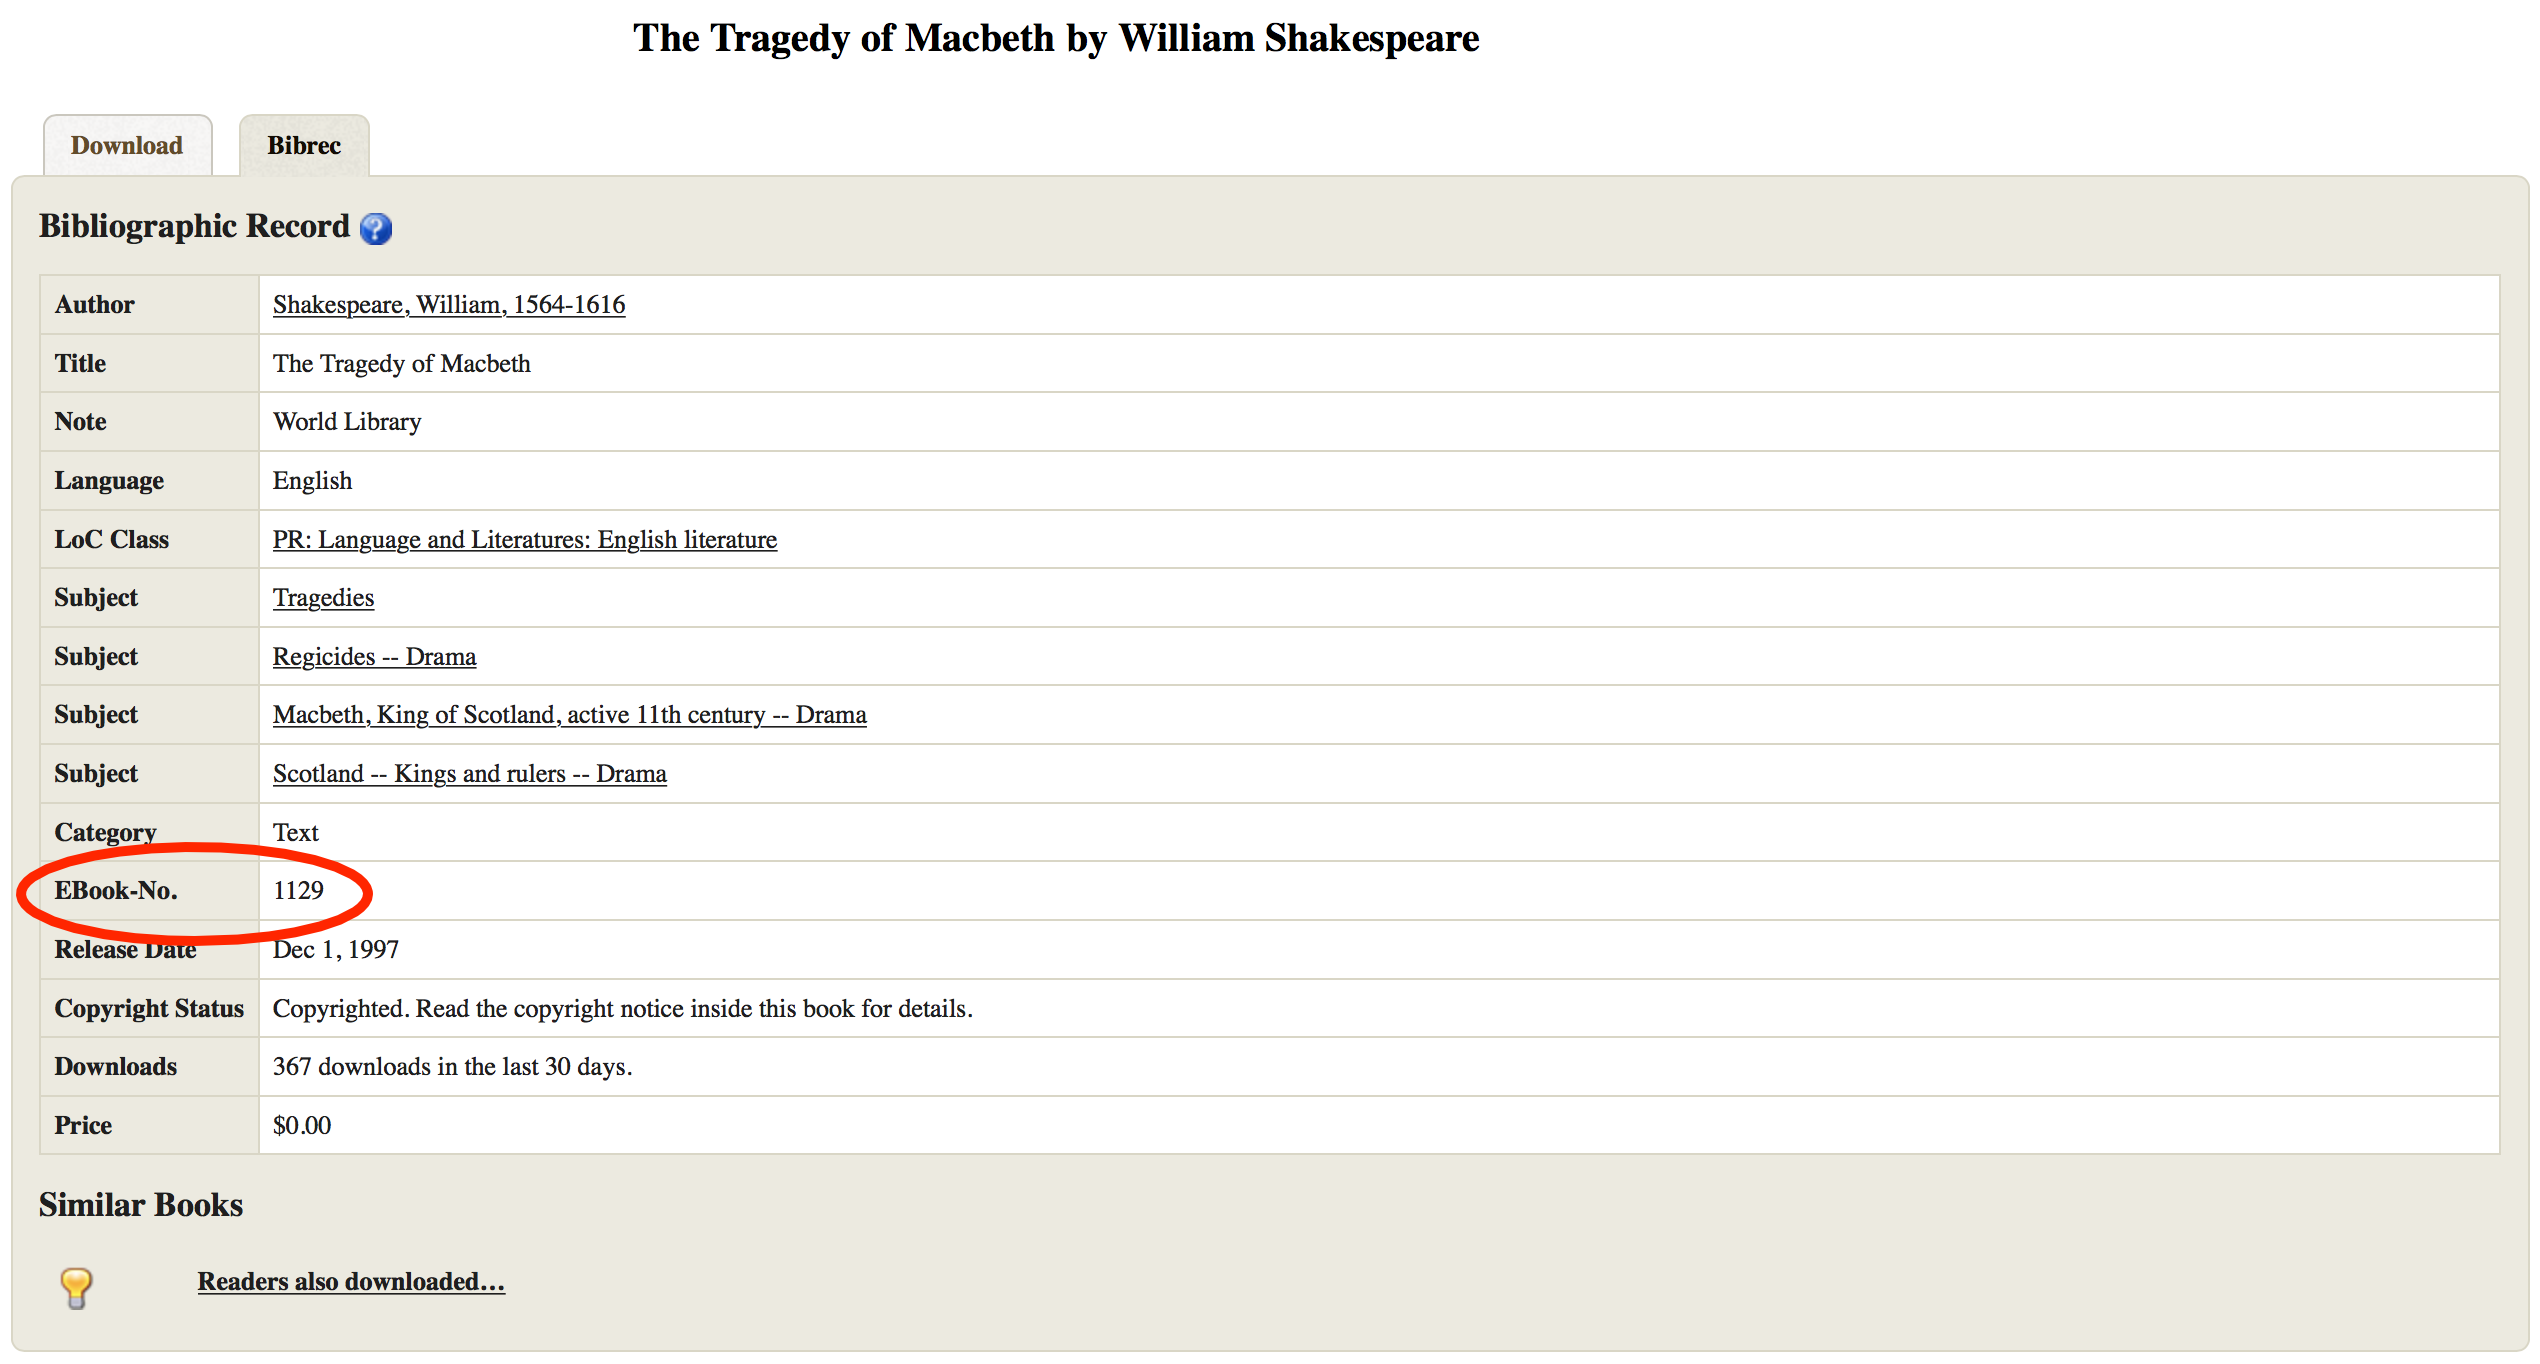 The Tragedy of Macbeth by William Shakespeare
Download Bibrec
Bibliographic Record ?
Author Shakespeare, William, 1564-1616
Title The Tragedy of Macbeth
Note World Library
Language English
LoC Class PR: Language and Literatures: English literature
Subject Tragedies
Subject Regicides -- Drama
Subject Macbeth, King of Scotland, active 11th century -- Drama
Subject Scotland -- Kings and rulers -- Drama
Category Text
EBook-No. 1129
Release Date Dec 1, 1997
Copyright Status Copyrighted. Read the copyright notice inside this book for details.
Downloads 367 downloads in the last 30 days.
Price $0.00
Similar Books
Readers also downloaded…